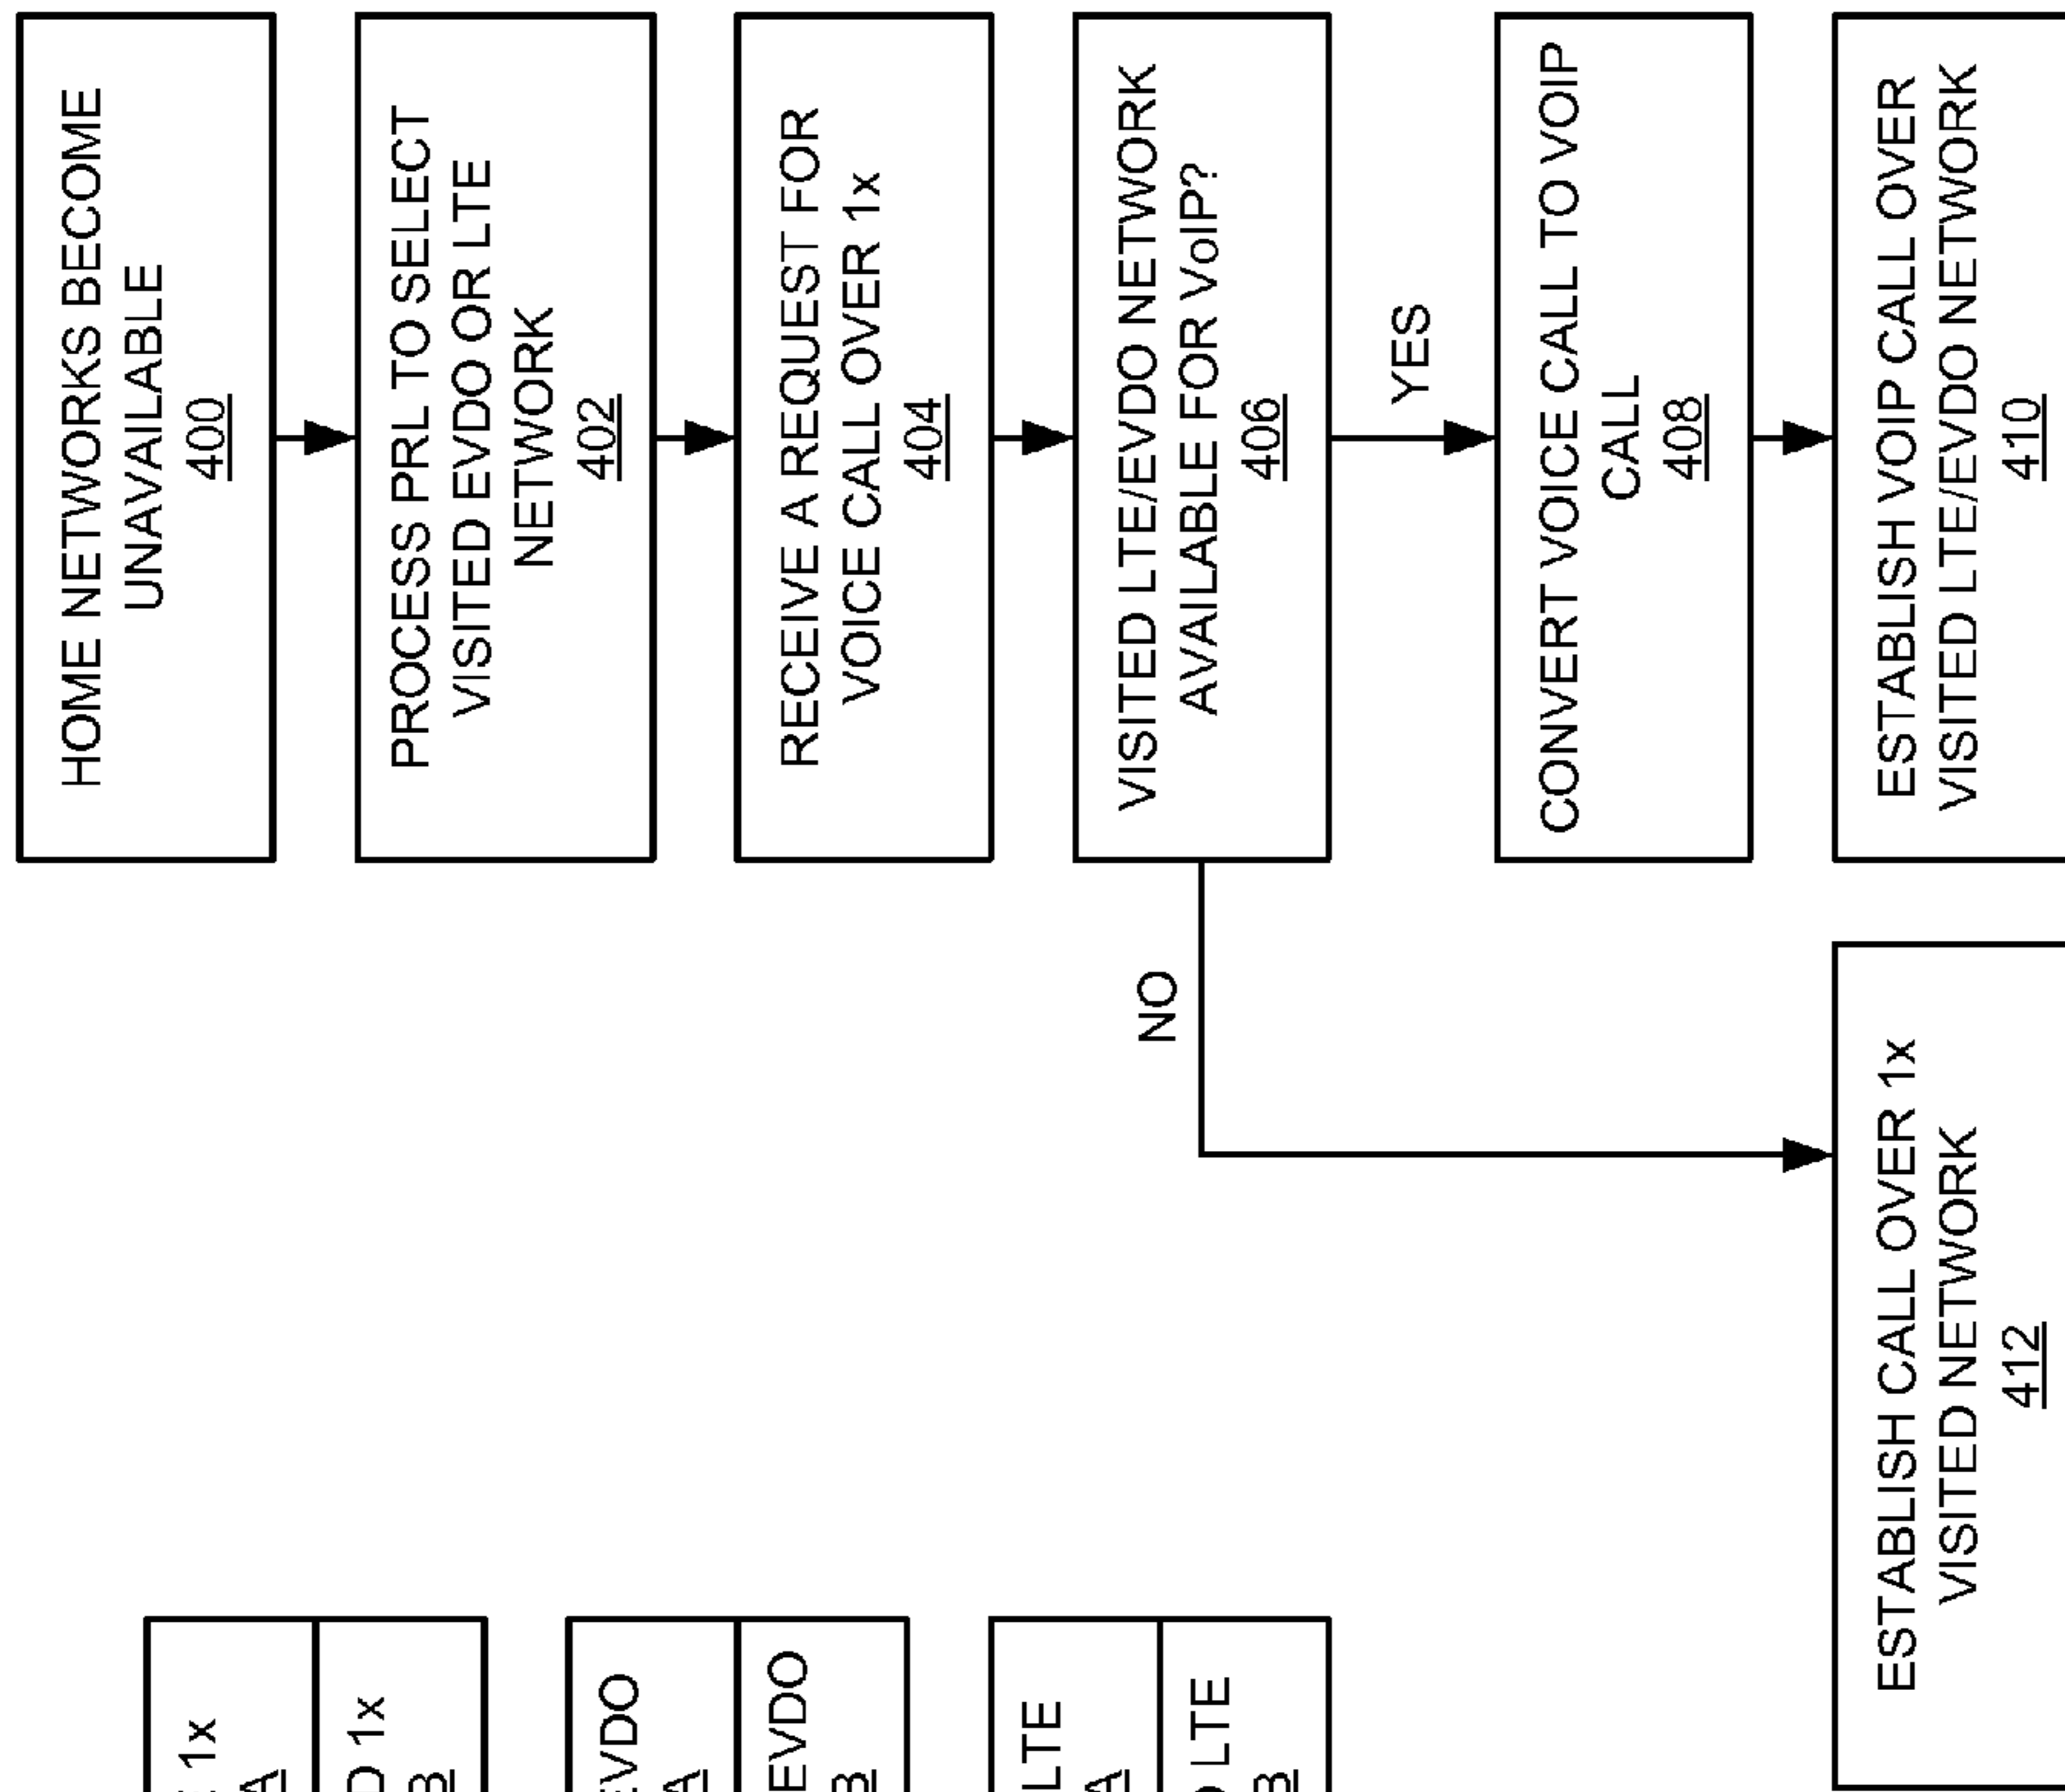 HOME NETWORKS BECOME
UNAVAILABLE
400
PROCESS PRL TO SELECT
VISITED EVDO OR LTE
NETWORK
402
RECEIVE A REQUEST FOR
VOICE CALL OVER 1x
404
VISITED LTE/EVDO NETWORK
AVAILABLE FOR VoIP?
406
YES
NO
CONVERT VOICE CALL TO VOIP
CALL
408
ESTABLISH VOIP CALL OVER
VISITED LTE/EVDO NETWORK
410
ESTABLISH CALL OVER 1x
VISITED NETWORK
412
1x
A
1x
B
EVDO
A
EVDO
B
LTE
A
LTE
B